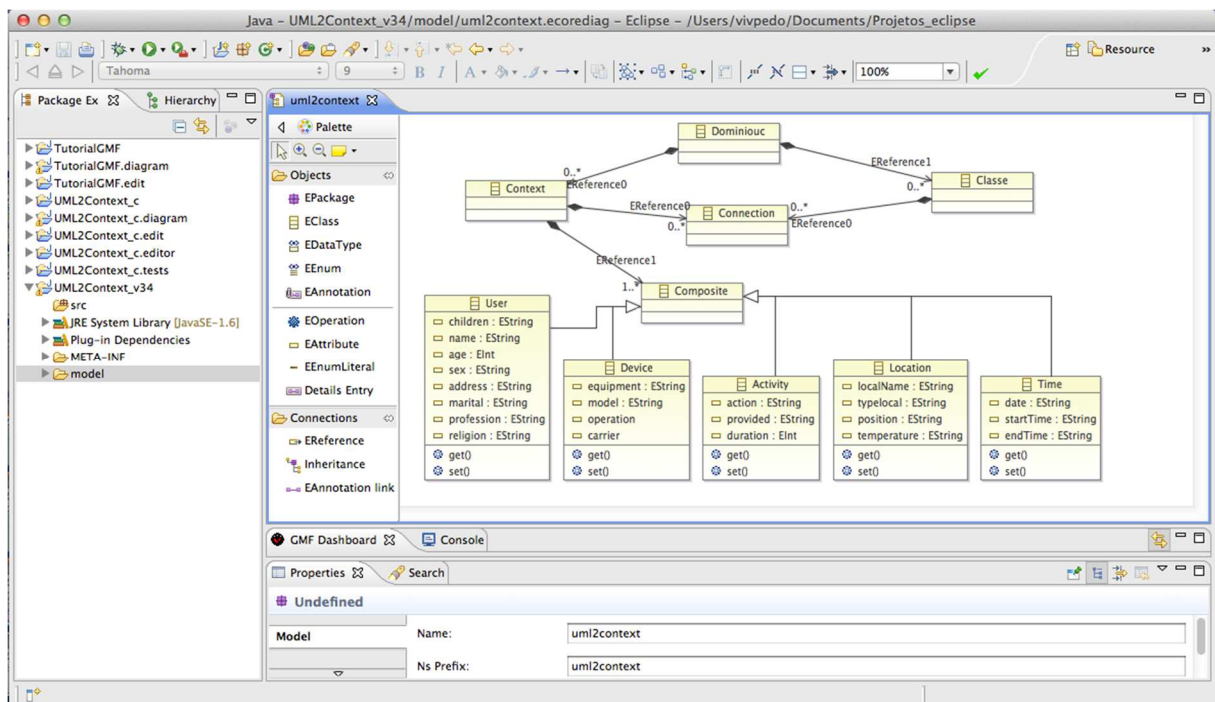 Java – UML2Context_v34/model/uml2context.ecorediag – Eclipse – /Users/vivpedo/Documents/Projetos_eclipse
Resource
»
Tahoma
9
B I A
100%
Package Ex
Hierarchy
TutorialGMF
TutorialGMF.diagram
TutorialGMF.edit
UML2Context_c
UML2Context_c.diagram
UML2Context_c.edit
UML2Context_c.editor
UML2Context_c.tests
UML2Context_v34
src
JRE System Library [JavaSE-1.6]
Plug-in Dependencies
META-INF
model
uml2context
Palette
Objects
EPackage
EClass
EDataType
EEnum
EAnnotation
EOperation
EAttribute
EEnumLiteral
Details Entry
Connections
EReference
Inheritance
EAnnotation link
Dominiouc
EReference1
0..*
EReference0
0..*
Context
Classe
EReference0
0..*
Connection
0..*
EReference0
EReference1
1..*
Composite
User
children : EString
name : EString
age : EInt
sex : EString
address : EString
marital : EString
profession : EString
religion : EString
get()
set()
Device
equipment : EString
model : EString
operation
carrier
get()
set()
Activity
action : EString
provided : EString
duration : EInt
get()
set()
Location
localName : EString
typelocal : EString
position : EString
temperature : EString
get()
set()
Time
date : EString
startTime : EString
endTime : EString
get()
set()
GMF Dashboard
Console
Properties
Search
Undefined
Model
Name:
uml2context
Ns Prefix:
uml2context